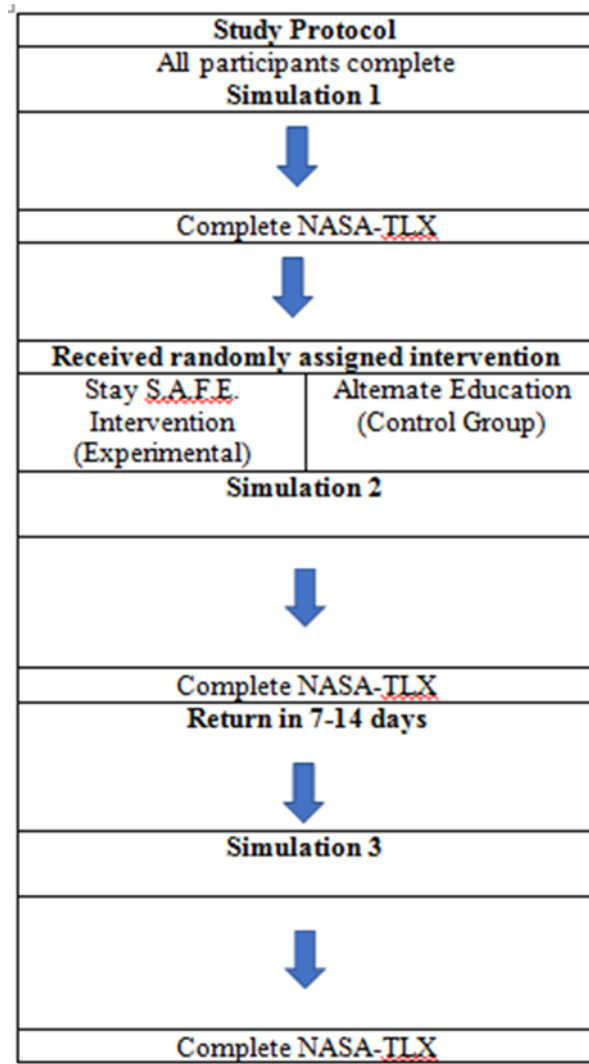 Study Protocol
All participants complete
Simulation 1
Complete NASA-TLX
Received randomly assigned intervention
Stay S.A.F.E.
Intervention
(Experimental)
Alternate Education
(Control Group)
Simulation 2
Complete NASA-TLX
Return in 7-14 days
Simulation 3
Complete NASA-TLX